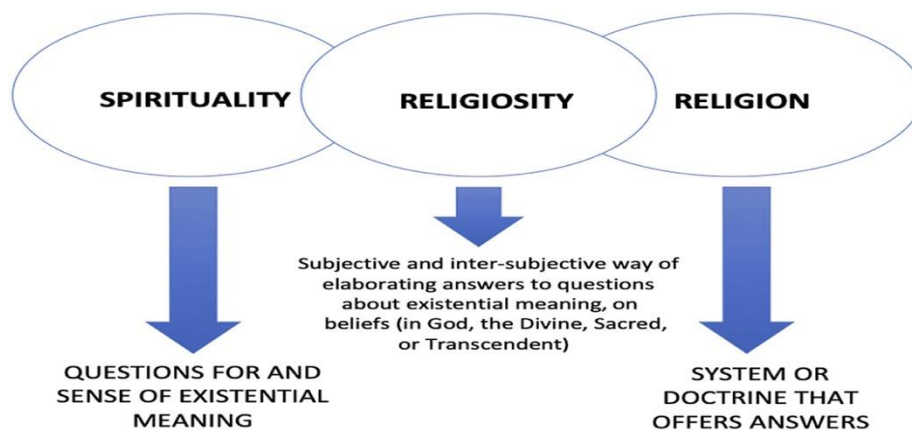 SPIRITUALITY
RELIGIOSITY
RELIGION
Subjective and inter-subjective way of
elaborating answers to questions
about existential meaning, on
beliefs (in God, the Divine, Sacred,
or Transcendent)
QUESTIONS FOR AND
SENSE OF EXISTENTIAL
MEANING
SYSTEM OR
DOCTRINE THAT
OFFERS ANSWERS